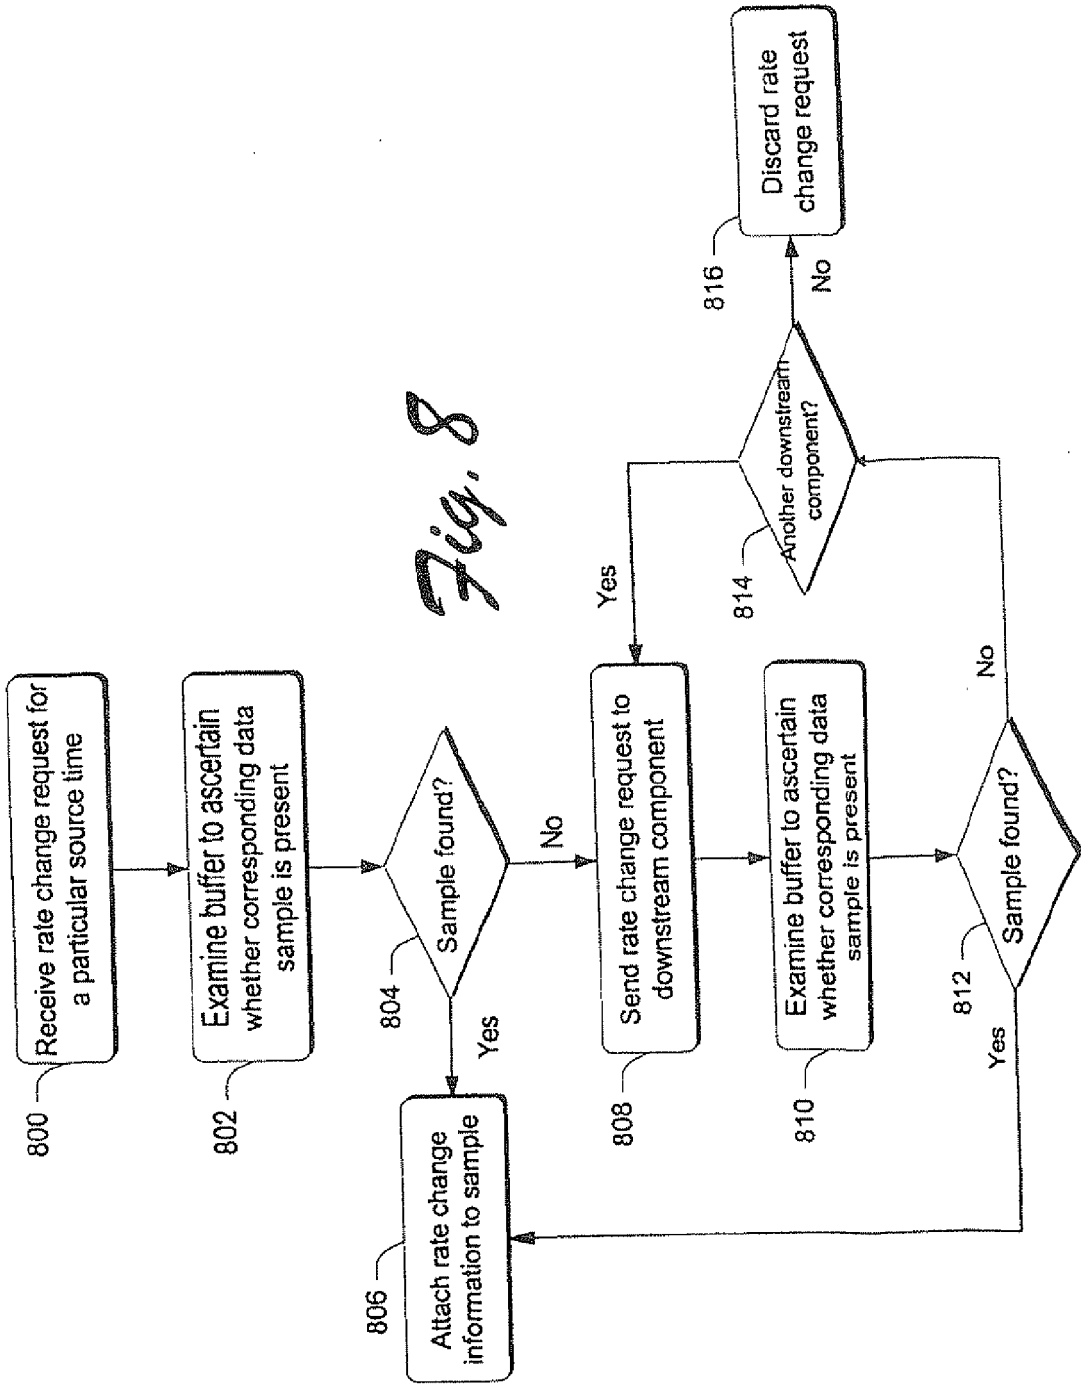 800
Receive rate change request for
a particular source time
802
Examine buffer to ascertain
whether corresponding data
sample is present
804
Sample found?
Yes
No
806
Attach rate change
information to sample
808
Send rate change request to
downstream component
810
Examine buffer to ascertain
whether corresponding data
sample is present
812
Sample found?
Yes
No
814
Another downstream
component?
Yes
No
816
Discard rate
change request
Fig. 8